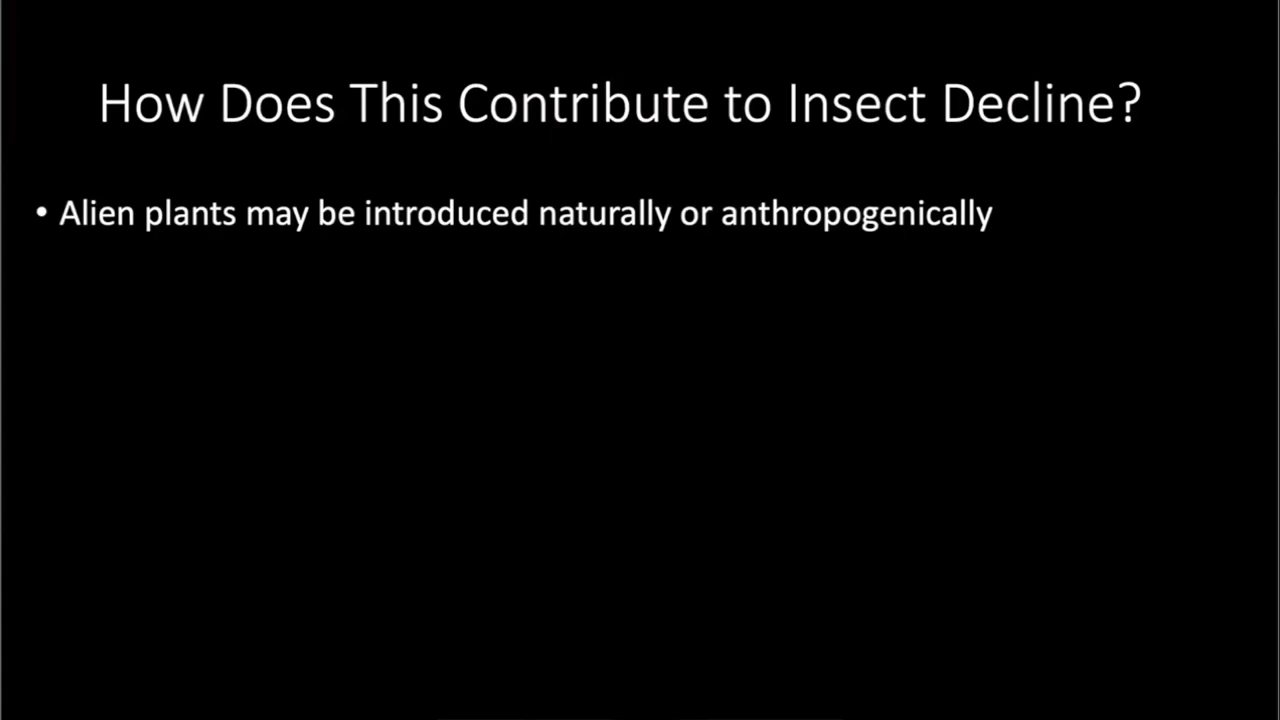 How Does This Contribute to Insect Decline?
• Alien plants may be introduced naturally or anthropogenically